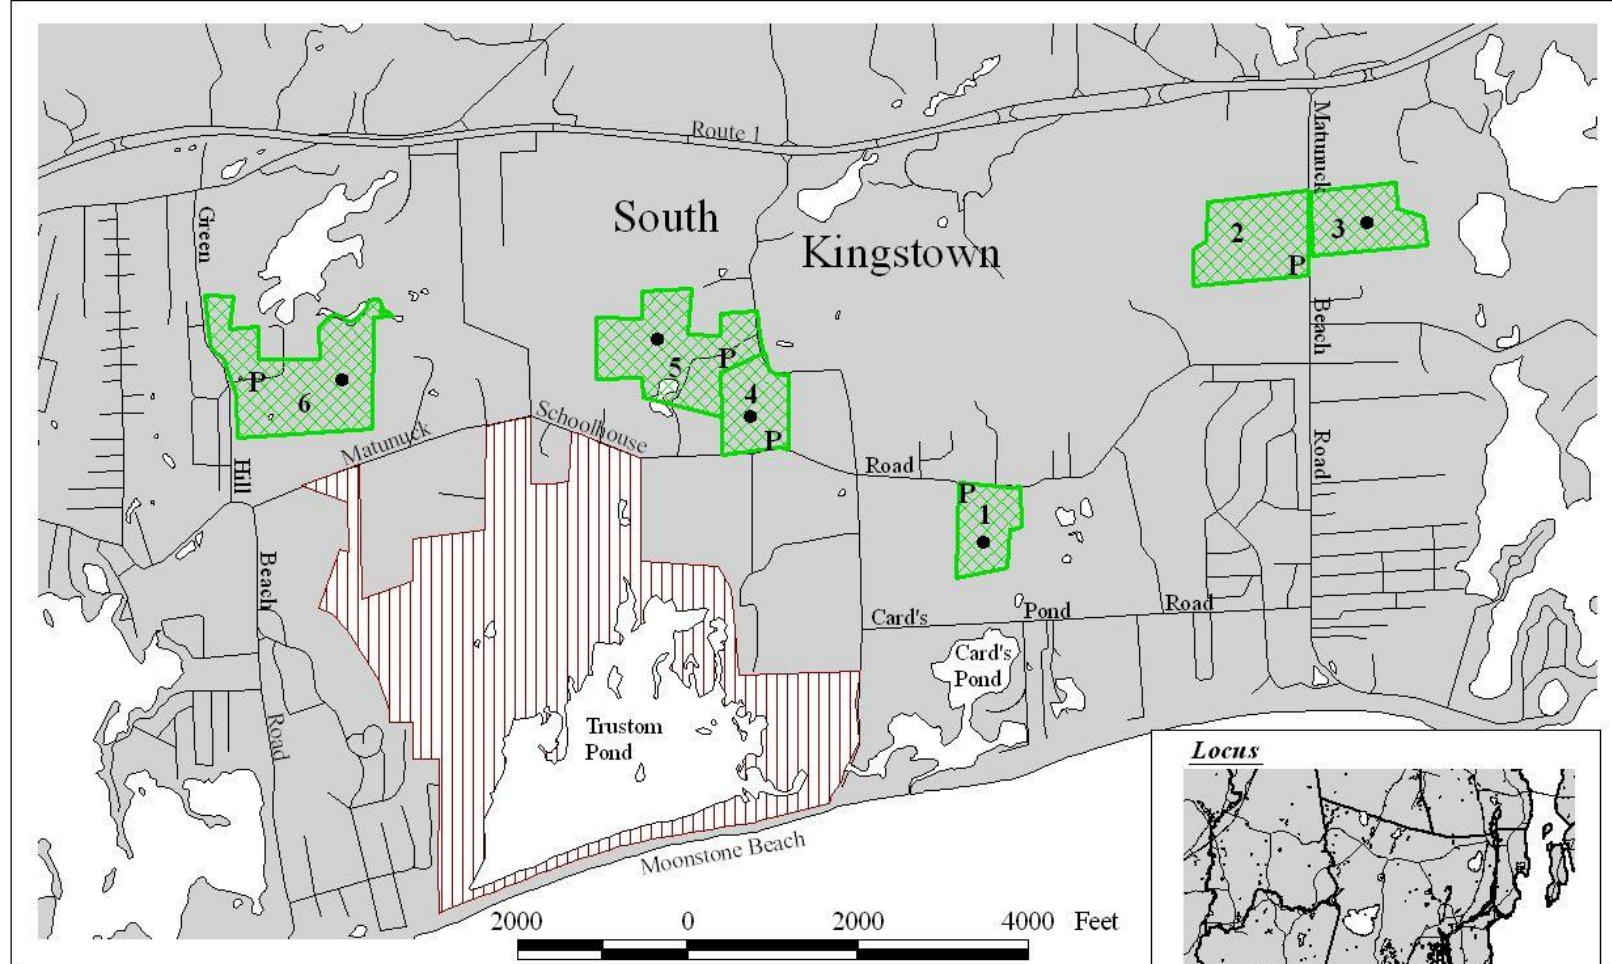 Route 1
Matunuck
Green
South
Kingstown
2
3
P
5
P
4
P
P
6
Beach
Schoolhouse
Matunuck
Road
Road
Hill
P
1
Beach
Card's
Pond
Road
Card's
Pond
Road
Trustom
Pond
Locus
Moonstone Beach
2000 0 2000 4000 Feet